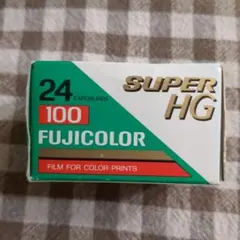 24 EXPOSURES
100
FUJICOLOR
FILM FOR COLOR PRINTS
SUPER
HG